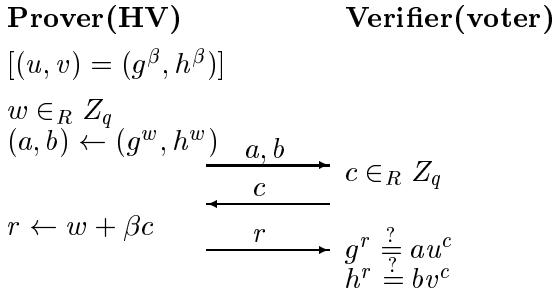 Prover(HV) Verifier(voter)
[(u, v) = (g^β, h^β)]
w ∈_R Z_q
(a, b) ← (g^w, h^w)
a, b
c ∈_R Z_q
c
r ← w + βc
r
g^r ≟ au^c
h^r ≟ bv^c